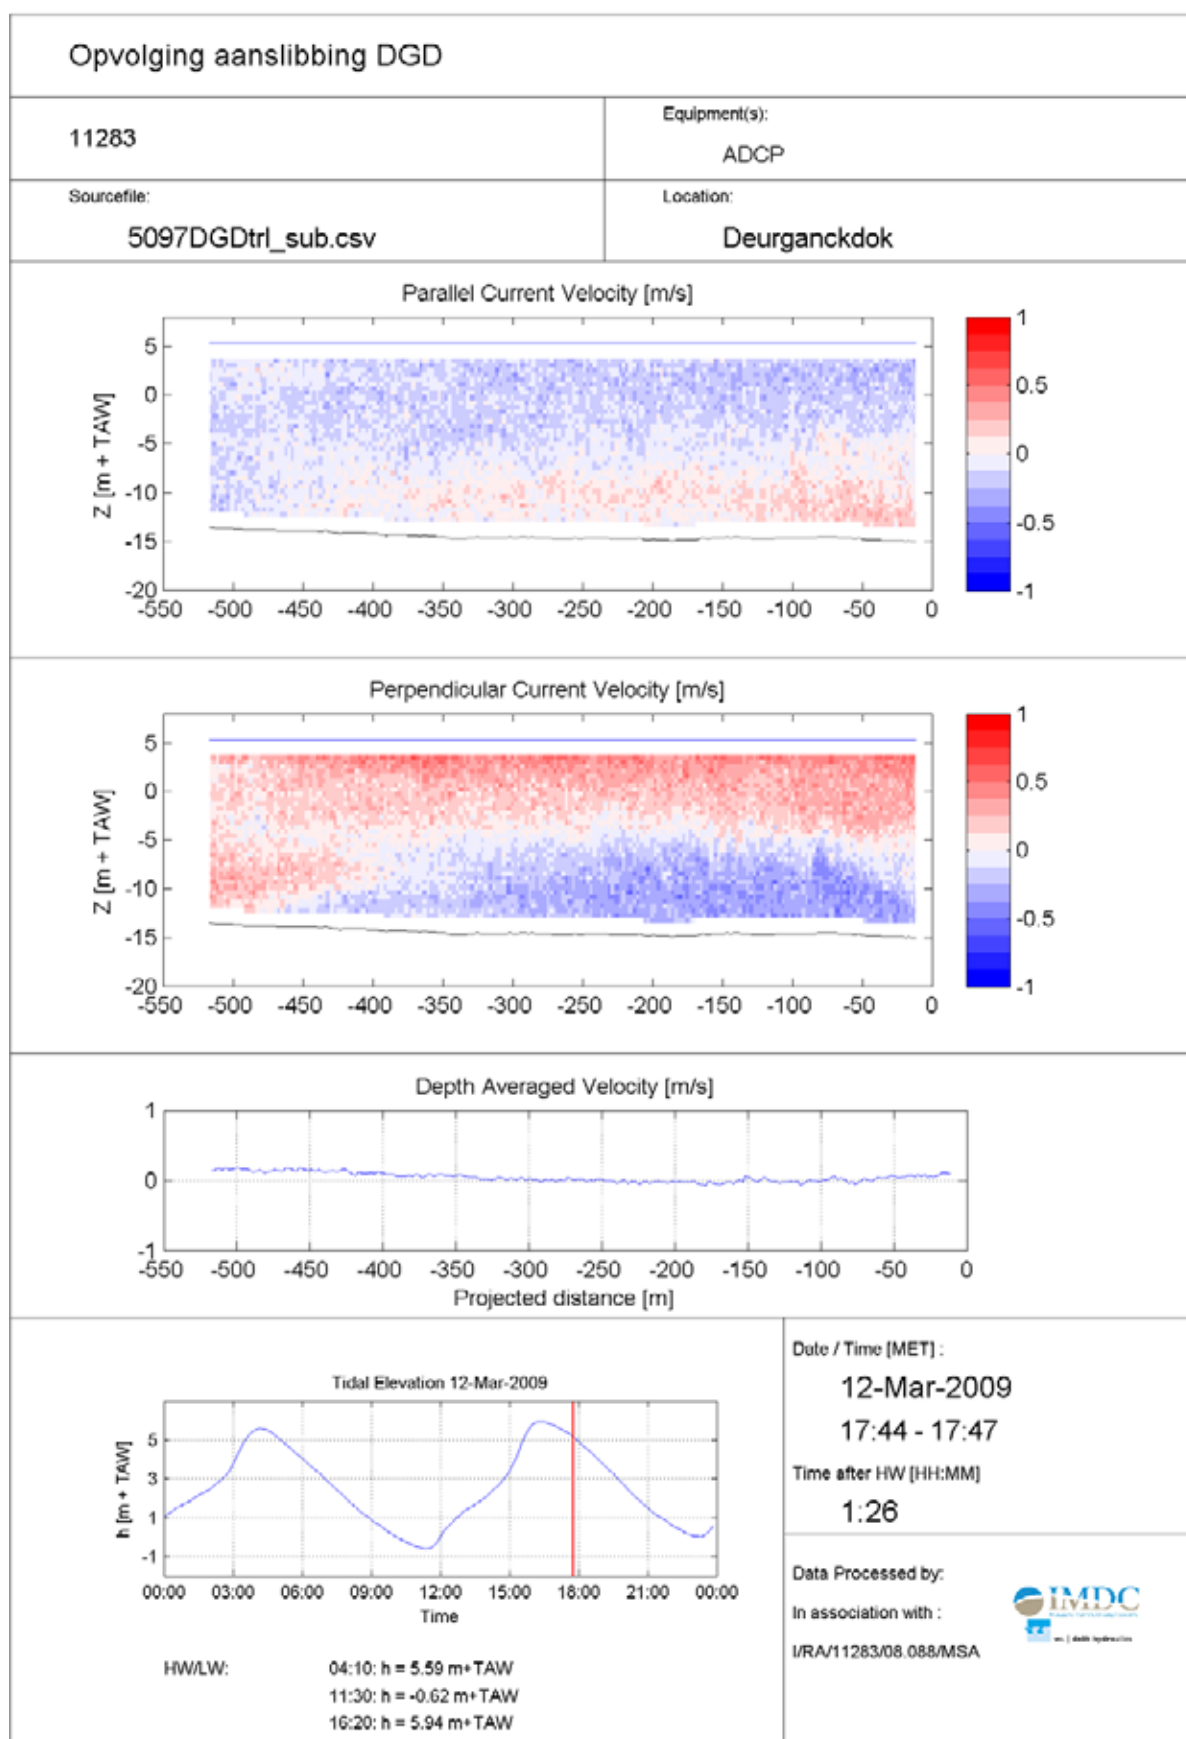 Opvolging aanslibbing DGD
11283
Equipment(s):
ADCP
Sourcefile:
5097DGDtrl_sub.csv
Location:
Deurganckdok
Parallel Current Velocity [m/s]
Z [m + TAW]
5
0
-5
-10
-15
-20
-550 -500 -450 -400 -350 -300 -250 -200 -150 -100 -50 0
1
0.5
0
-0.5
-1
Perpendicular Current Velocity [m/s]
Z [m + TAW]
5
0
-5
-10
-15
-20
-550 -500 -450 -400 -350 -300 -250 -200 -150 -100 -50 0
1
0.5
0
-0.5
-1
Depth Averaged Velocity [m/s]
1
0
-1
-550 -500 -450 -400 -350 -300 -250 -200 -150 -100 -50 0
Projected distance [m]
Tidal Elevation 12-Mar-2009
h [m + TAW]
5
3
1
-1
00:00 03:00 06:00 09:00 12:00 15:00 18:00 21:00 00:00
Time
HW/LW:
04:10: h = 5.59 m+TAW
11:30: h = -0.62 m+TAW
16:20: h = 5.94 m+TAW
Date / Time [MET] :
12-Mar-2009
17:44 - 17:47
Time after HW [HH:MM]
1:26
Data Processed by:
IMDC
In association with :
wl | delft hydraulics
I/RA/11283/08.088/MSA